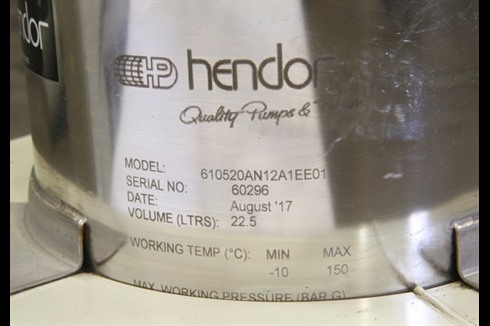 ndor
HP hendor
Quality Pumps &
MODEL: 610520AN12A1EE01
SERIAL NO: 60296
DATE: August '17
VOLUME (LTRS): 22.5
WORKING TEMP (°C): MIN MAX
-10 150
MAX. WORKING PRESSURE (BAR G)